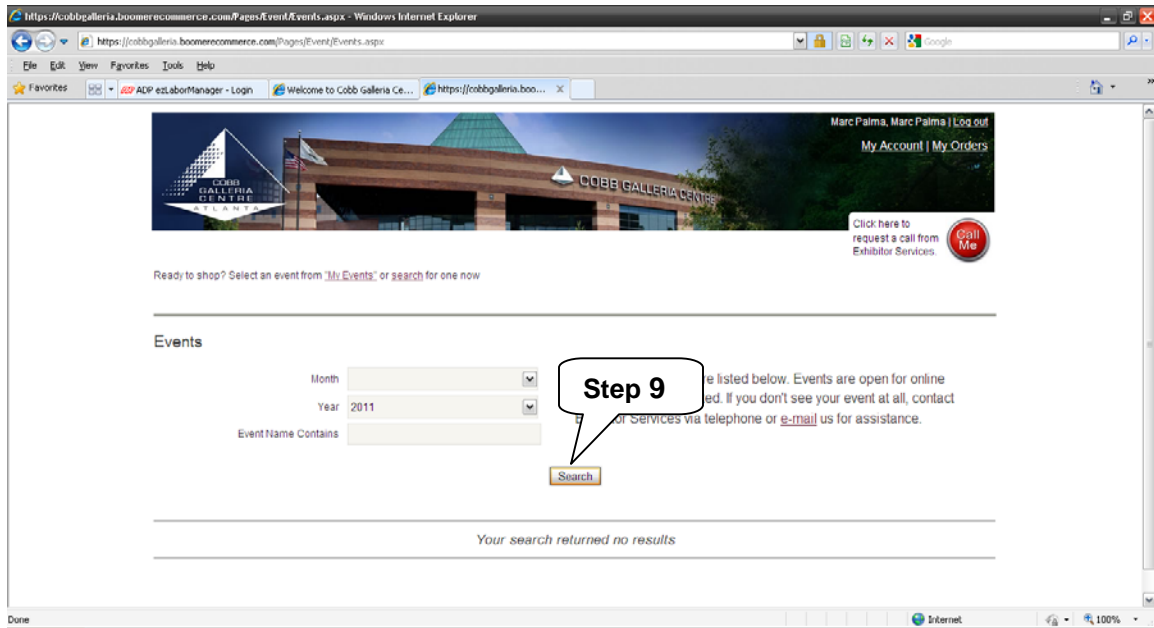 https://cobbgalleria.boomerecommerce.com/Pages/Event/Events.aspx - Windows Internet Explorer
https://cobbgalleria.boomerecommerce.com/Pages/Event/Events.aspx
Google
File Edit View Favorites Tools Help
Favorites
ADP ezLaborManager - Login
Welcome to Cobb Galleria Ce...
https://cobbgalleria.boo...
Marc Palma, Marc Palma | Log out
My Account | My Orders
COBB
GALLERIA
CENTRE
ATLANTA
COBB GALLERIA CENTRE
Click here to
request a call from
Exhibitor Services.
Call
Me
Ready to shop? Select an event from "My Events" or search for one now
Events
Month
Year 2011
Event Name Contains
Step 9
listed below. Events are open for online
If you don't see your event at all, contact
Services via telephone or e-mail us for assistance.
Search
Your search returned no results
Done
Internet
100%